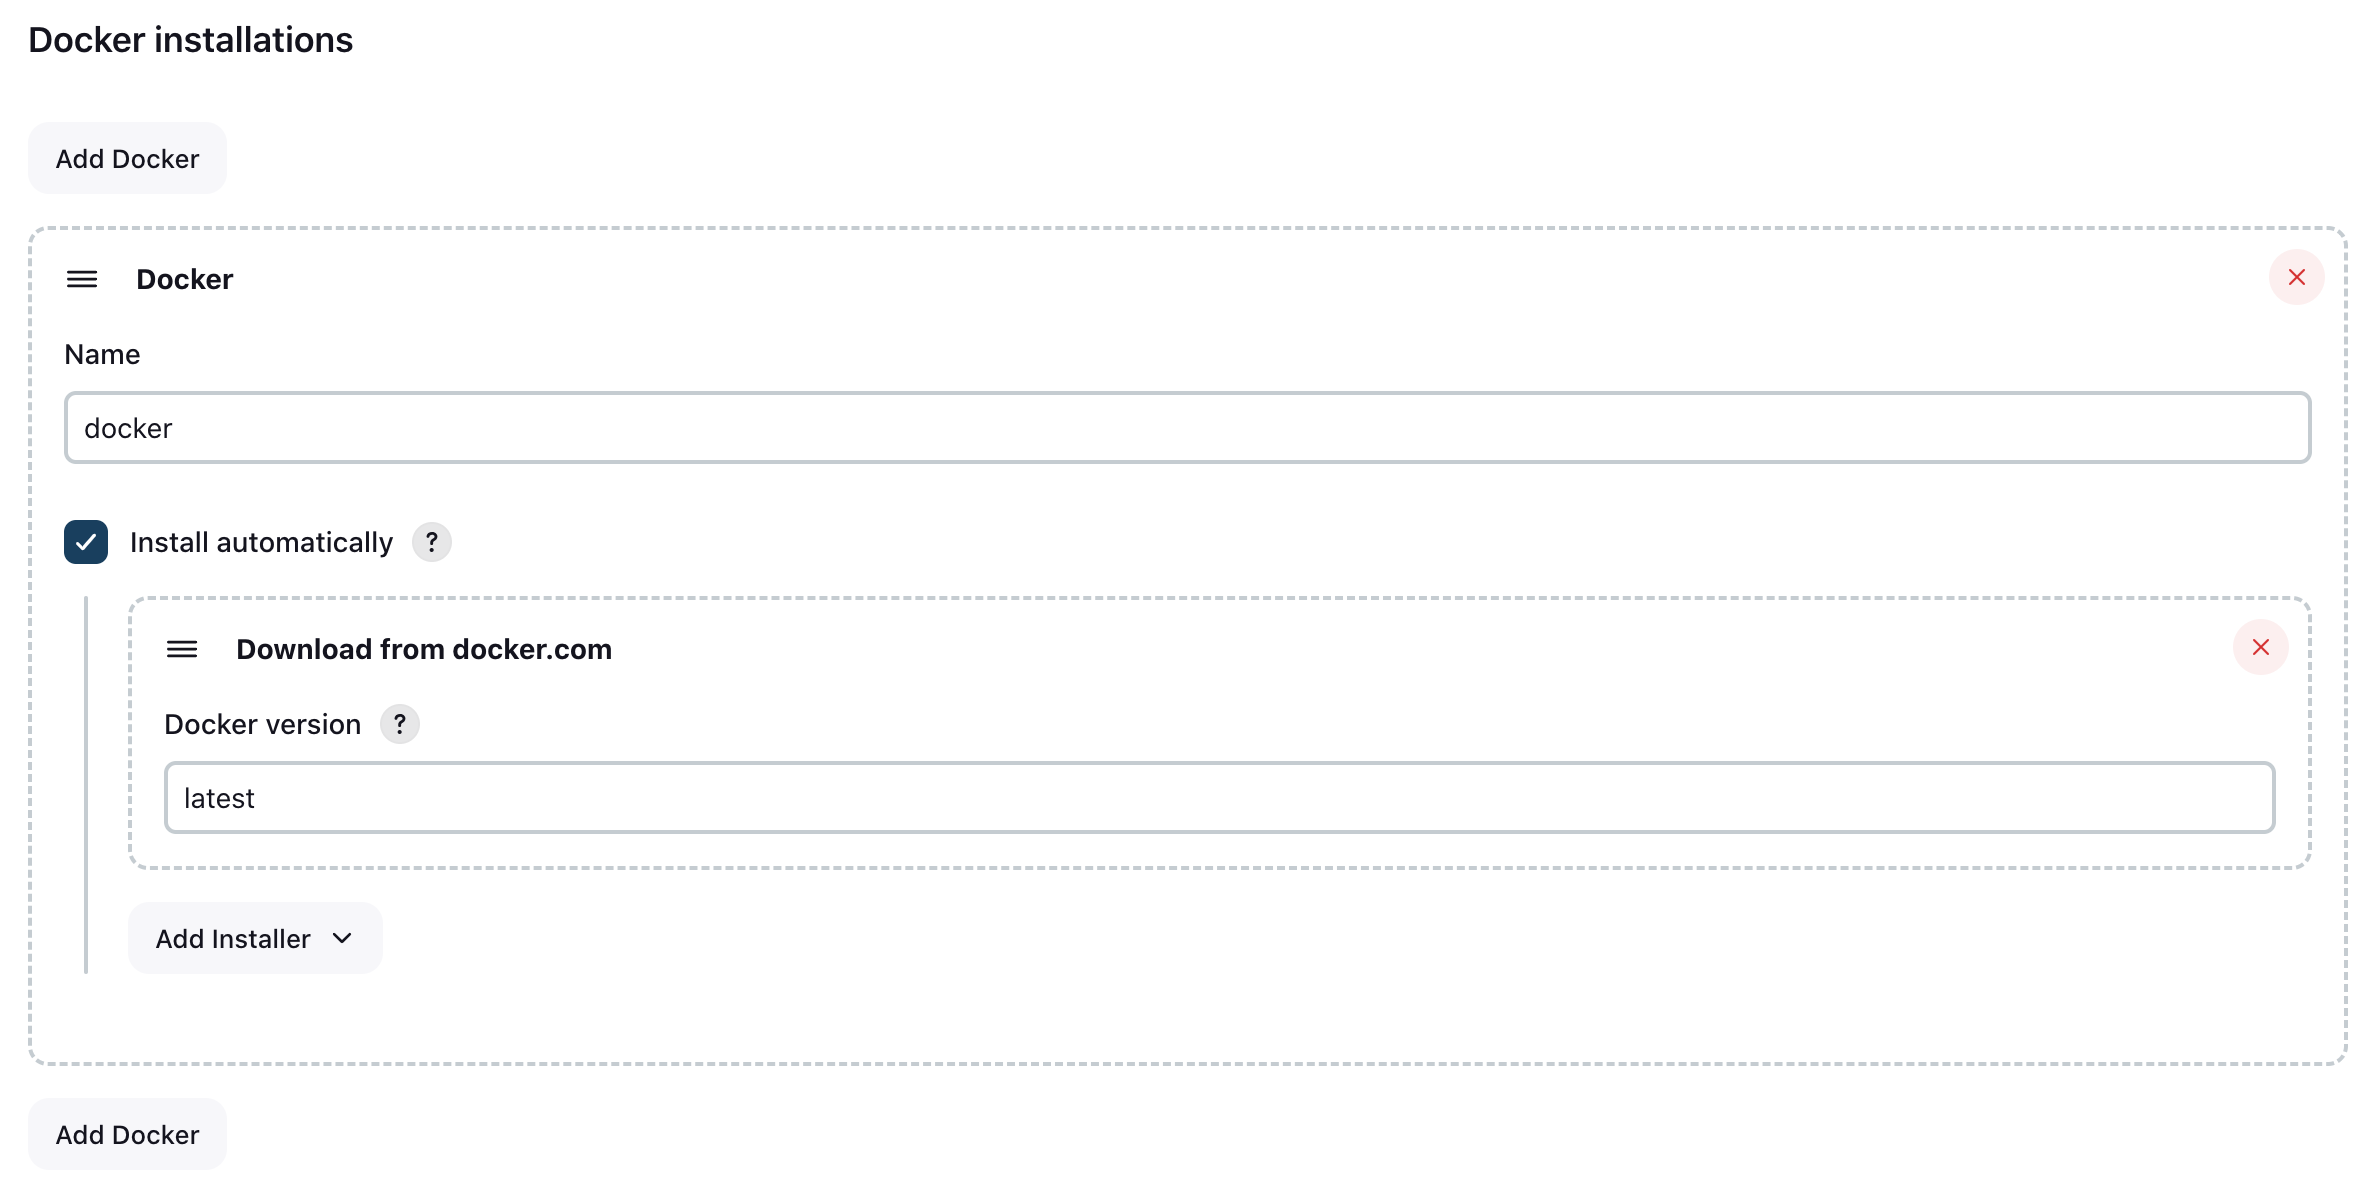 Docker installations
Add Docker
Docker
Name
docker
Install automatically ?
Download from docker.com
Docker version ?
latest
Add Installer
Add Docker